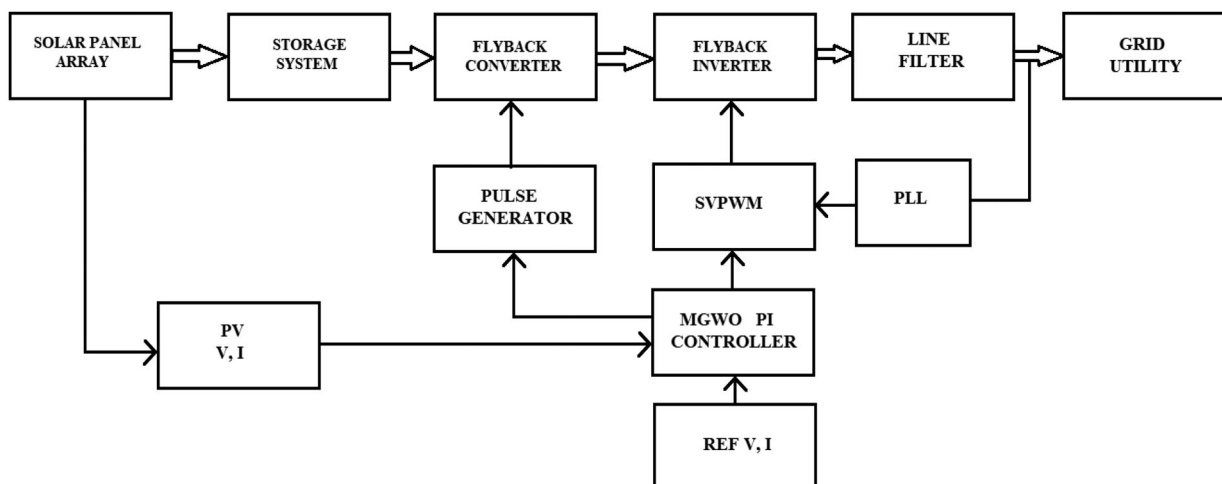 SOLAR PANEL
ARRAY
STORAGE
SYSTEM
FLYBACK
CONVERTER
FLYBACK
INVERTER
LINE
FILTER
GRID
UTILITY
PULSE
GENERATOR
SVPWM
PLL
PV
V, I
MGWO PI
CONTROLLER
REF V, I